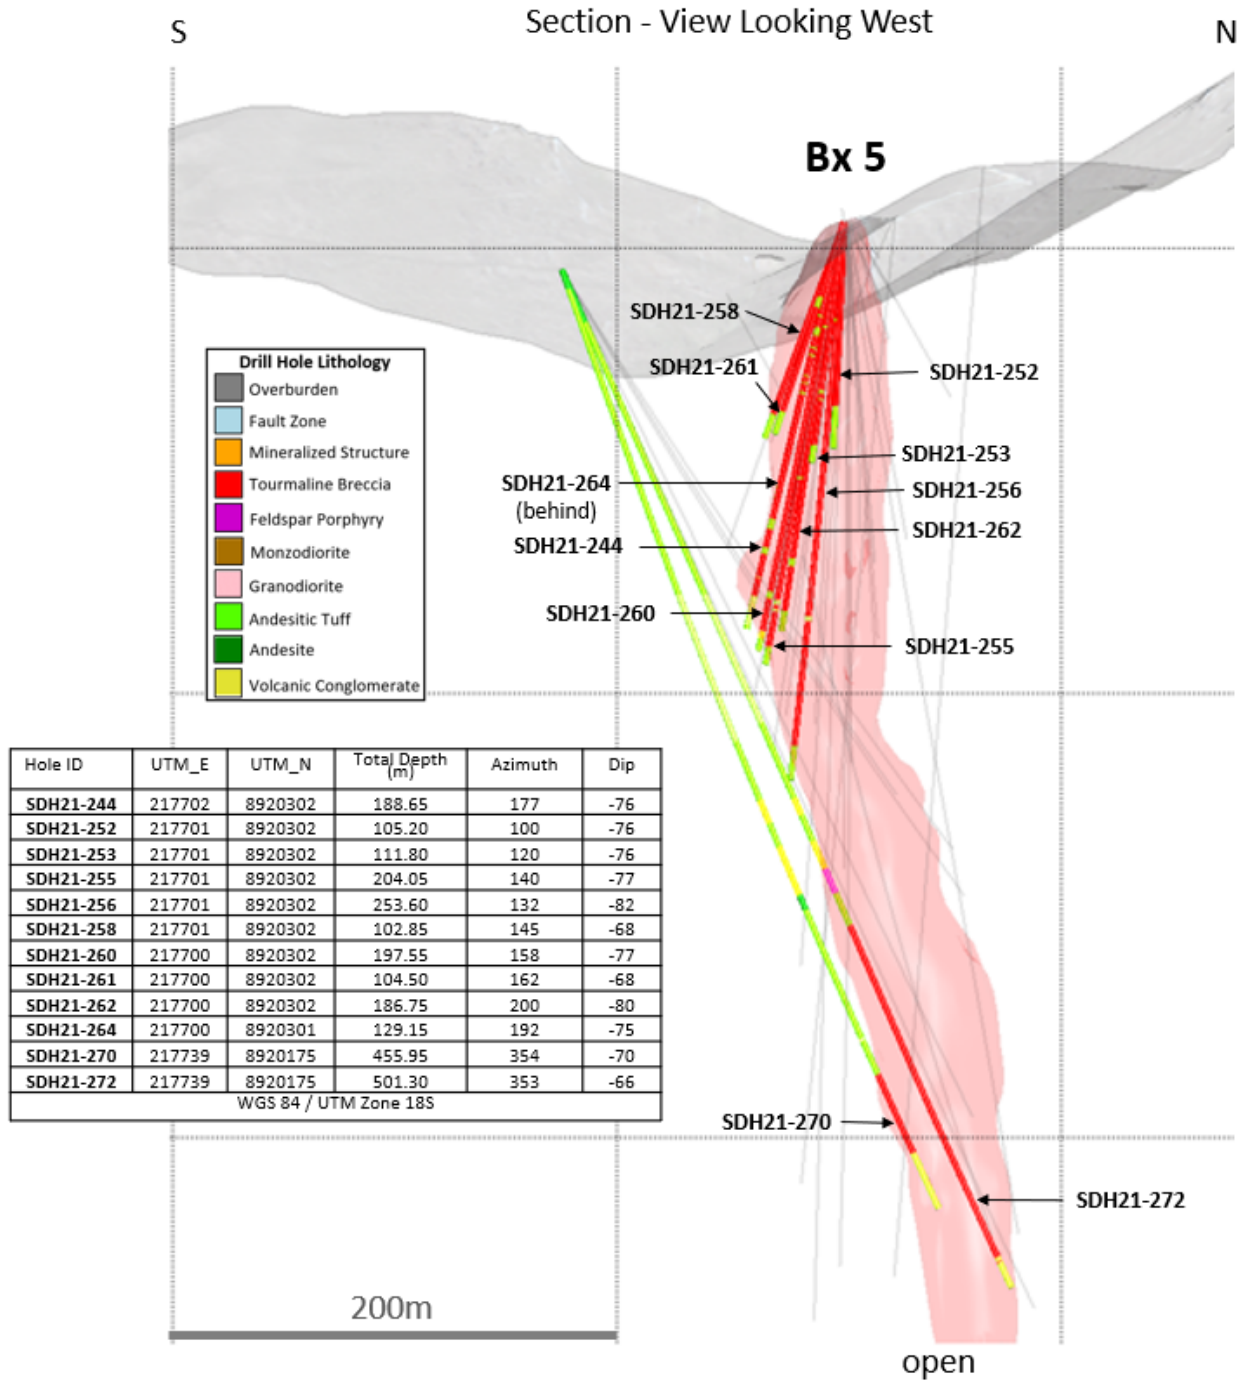 Section - View Looking West
S
N
Bx 5
SDH21-258
SDH21-261
SDH21-252
SDH21-253
SDH21-264
(behind)
SDH21-256
SDH21-244
SDH21-262
SDH21-260
SDH21-255
Drill Hole Lithology
Overburden
Fault Zone
Mineralized Structure
Tourmaline Breccia
Feldspar Porphyry
Monzodiorite
Granodiorite
Andesitic Tuff
Andesite
Volcanic Conglomerate
Hole ID UTM_E UTM_N Total Depth (m) Azimuth Dip
SDH21-244 217702 8920302 188.65 177 -76
SDH21-252 217701 8920302 105.20 100 -76
SDH21-253 217701 8920302 111.80 120 -76
SDH21-255 217701 8920302 204.05 140 -77
SDH21-256 217701 8920302 253.60 132 -82
SDH21-258 217701 8920302 102.85 145 -68
SDH21-260 217700 8920302 197.55 158 -77
SDH21-261 217700 8920302 104.50 162 -68
SDH21-262 217700 8920302 186.75 200 -80
SDH21-264 217700 8920301 129.15 192 -75
SDH21-270 217739 8920175 455.95 354 -70
SDH21-272 217739 8920175 501.30 353 -66
WGS 84 / UTM Zone 18S
SDH21-270
SDH21-272
200m
open